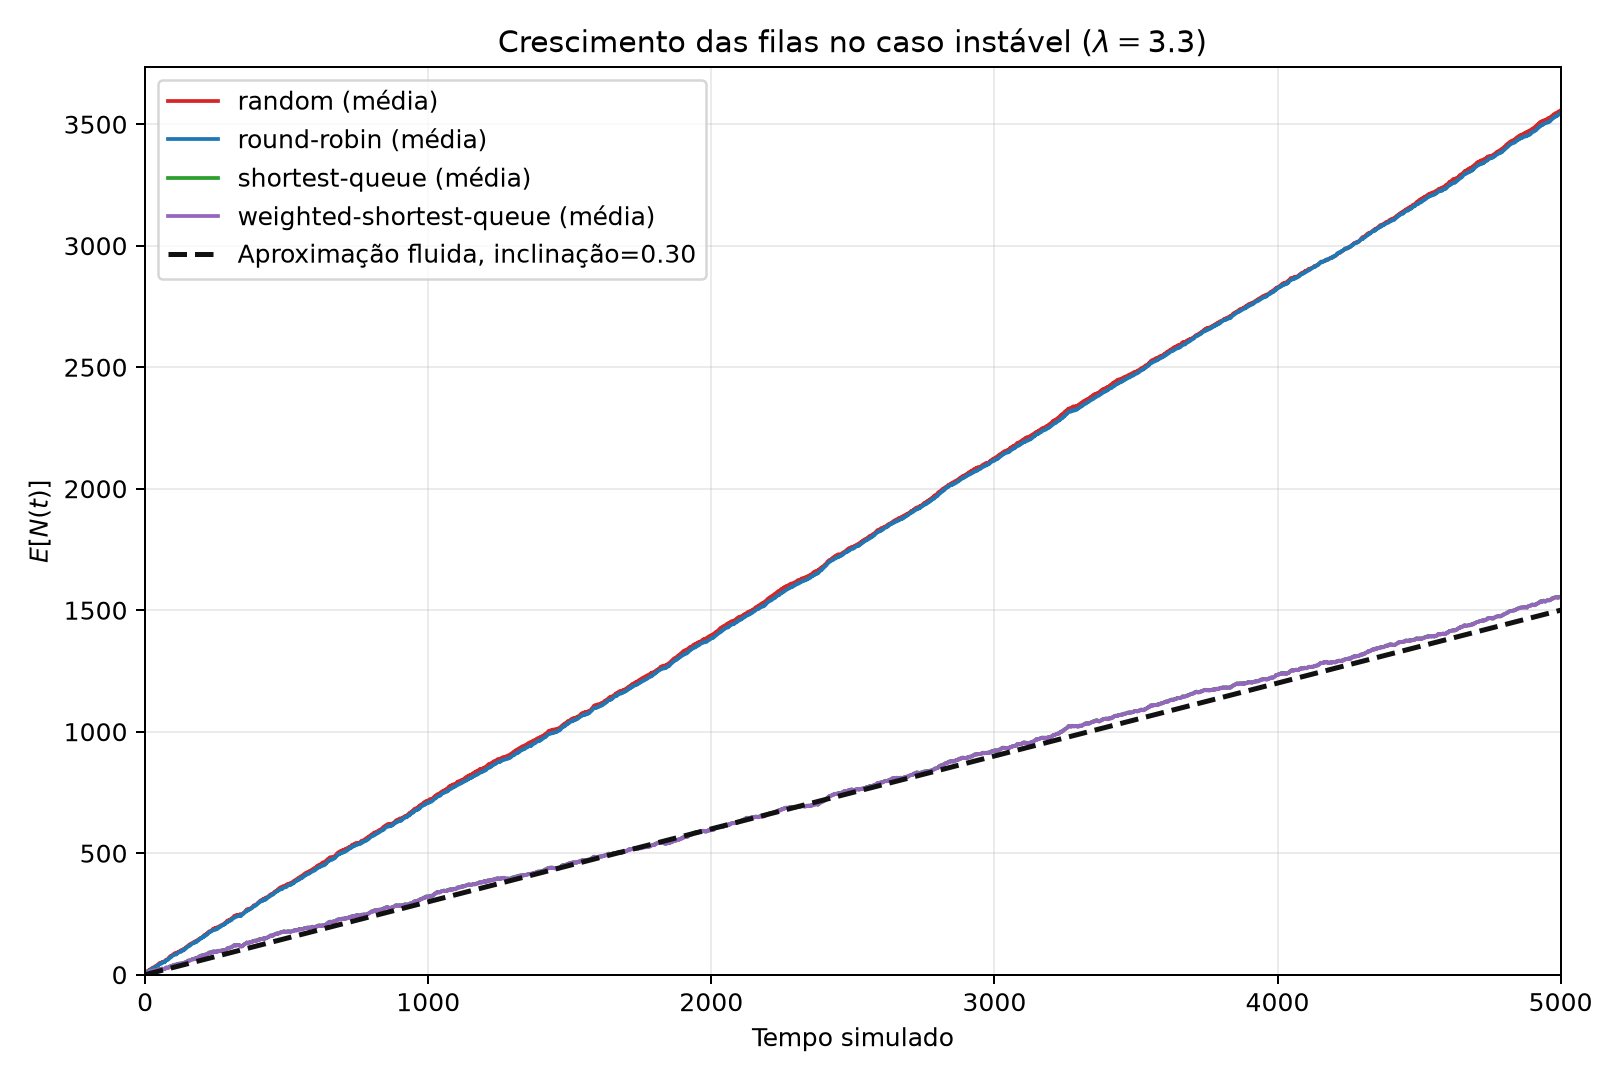 Crescimento das filas no caso instável (λ = 3.3)
random (média)
round-robin (média)
shortest-queue (média)
weighted-shortest-queue (média)
Aproximação fluida, inclinação=0.30
E[N(t)]
3500
3000
2500
2000
1500
1000
500
0
0 1000 2000 3000 4000 5000
Tempo simulado